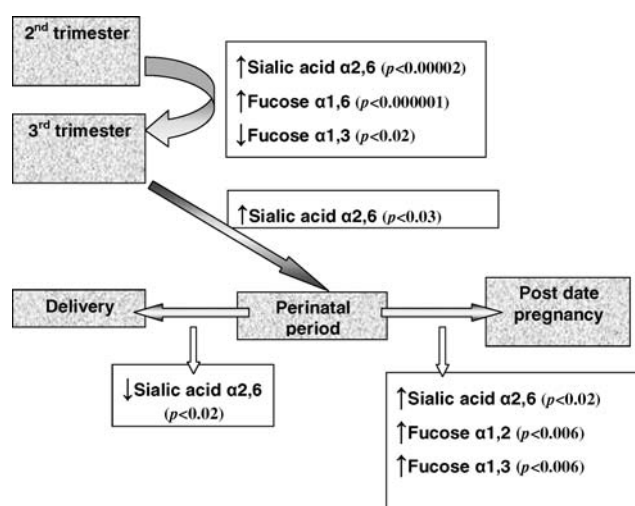 2nd trimester
↑Sialic acid α2,6 (p<0.00002)
↑Fucose α1,6 (p<0.000001)
↓Fucose α1,3 (p<0.02)
3rd trimester
↑Sialic acid α2,6 (p<0.03)
Delivery
Perinatal
period
Post date
pregnancy
↓Sialic acid α2,6
(p<0.02)
↑Sialic acid α2,6 (p<0.02)
↑Fucose α1,2 (p<0.006)
↑Fucose α1,3 (p<0.006)